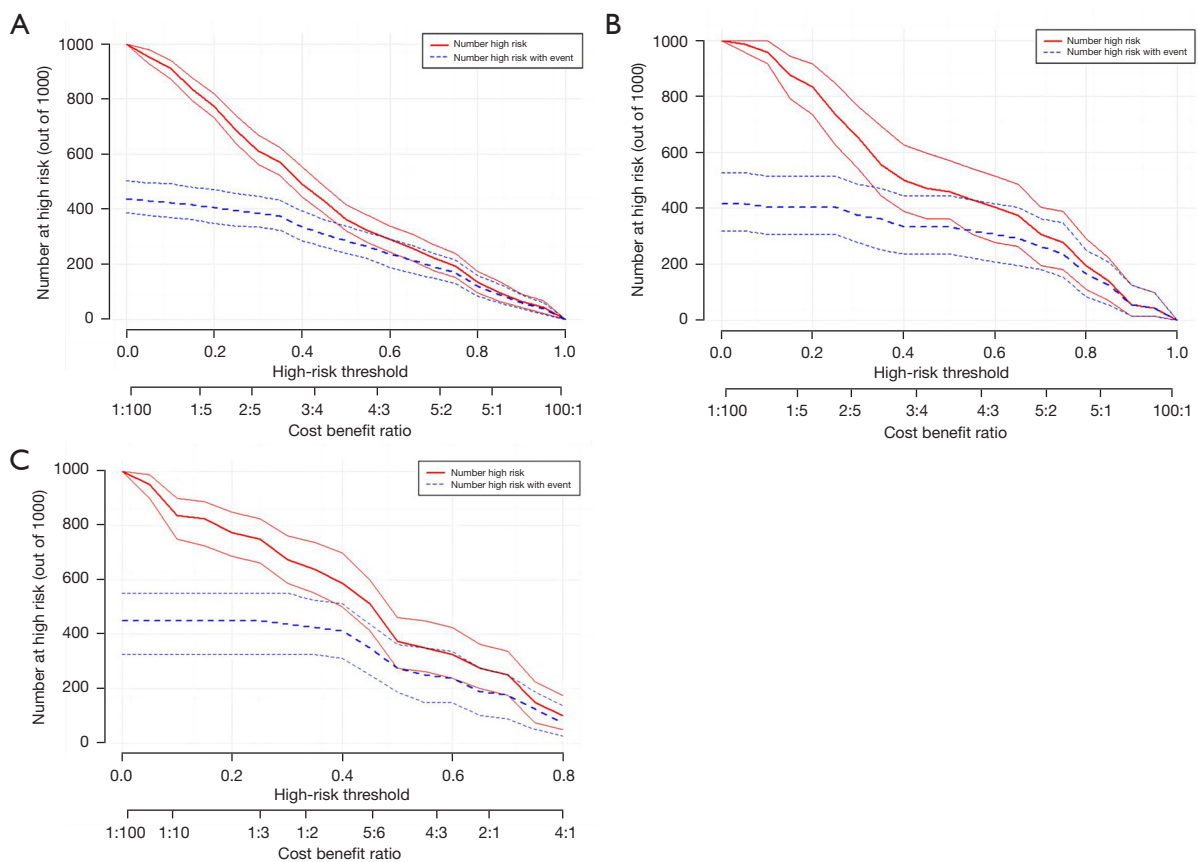 A
Number at high risk (out of 1000)
1000
800
600
400
200
0
Number high risk
Number high risk with event
0.0 0.2 0.4 0.6 0.8 1.0
High-risk threshold
1:100 1:5 2:5 3:4 4:3 5:2 5:1 100:1
Cost benefit ratio
B
Number at high risk (out of 1000)
1000
800
600
400
200
0
Number high risk
Number high risk with event
0.0 0.2 0.4 0.6 0.8 1.0
High-risk threshold
1:100 1:5 2:5 3:4 4:3 5:2 5:1 100:1
Cost benefit ratio
C
Number at high risk (out of 1000)
1000
800
600
400
200
0
Number high risk
Number high risk with event
0.0 0.2 0.4 0.6 0.8
High-risk threshold
1:100 1:10 1:3 1:2 5:6 4:3 2:1 4:1
Cost benefit ratio